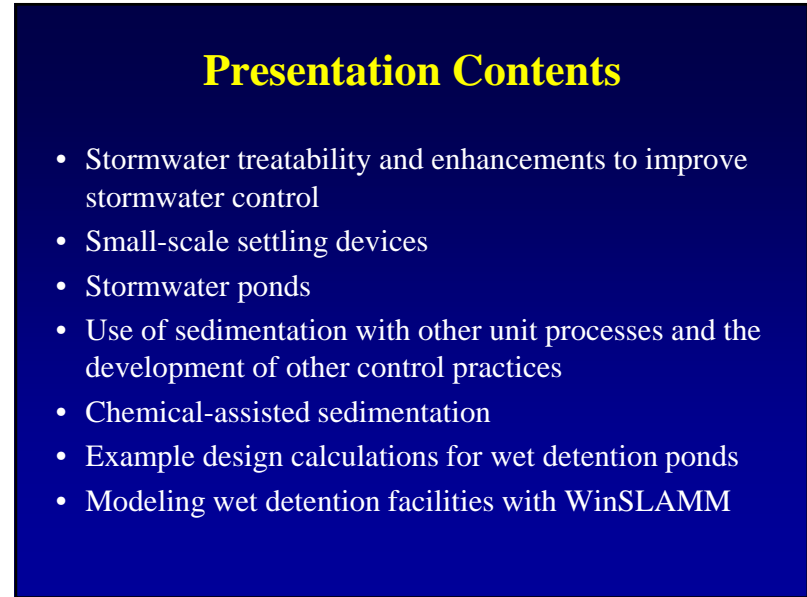 Presentation Contents
• Stormwater treatability and enhancements to improve
stormwater control
• Small-scale settling devices
• Stormwater ponds
• Use of sedimentation with other unit processes and the
development of other control practices
• Chemical-assisted sedimentation
• Example design calculations for wet detention ponds
• Modeling wet detention facilities with WinSLAMM